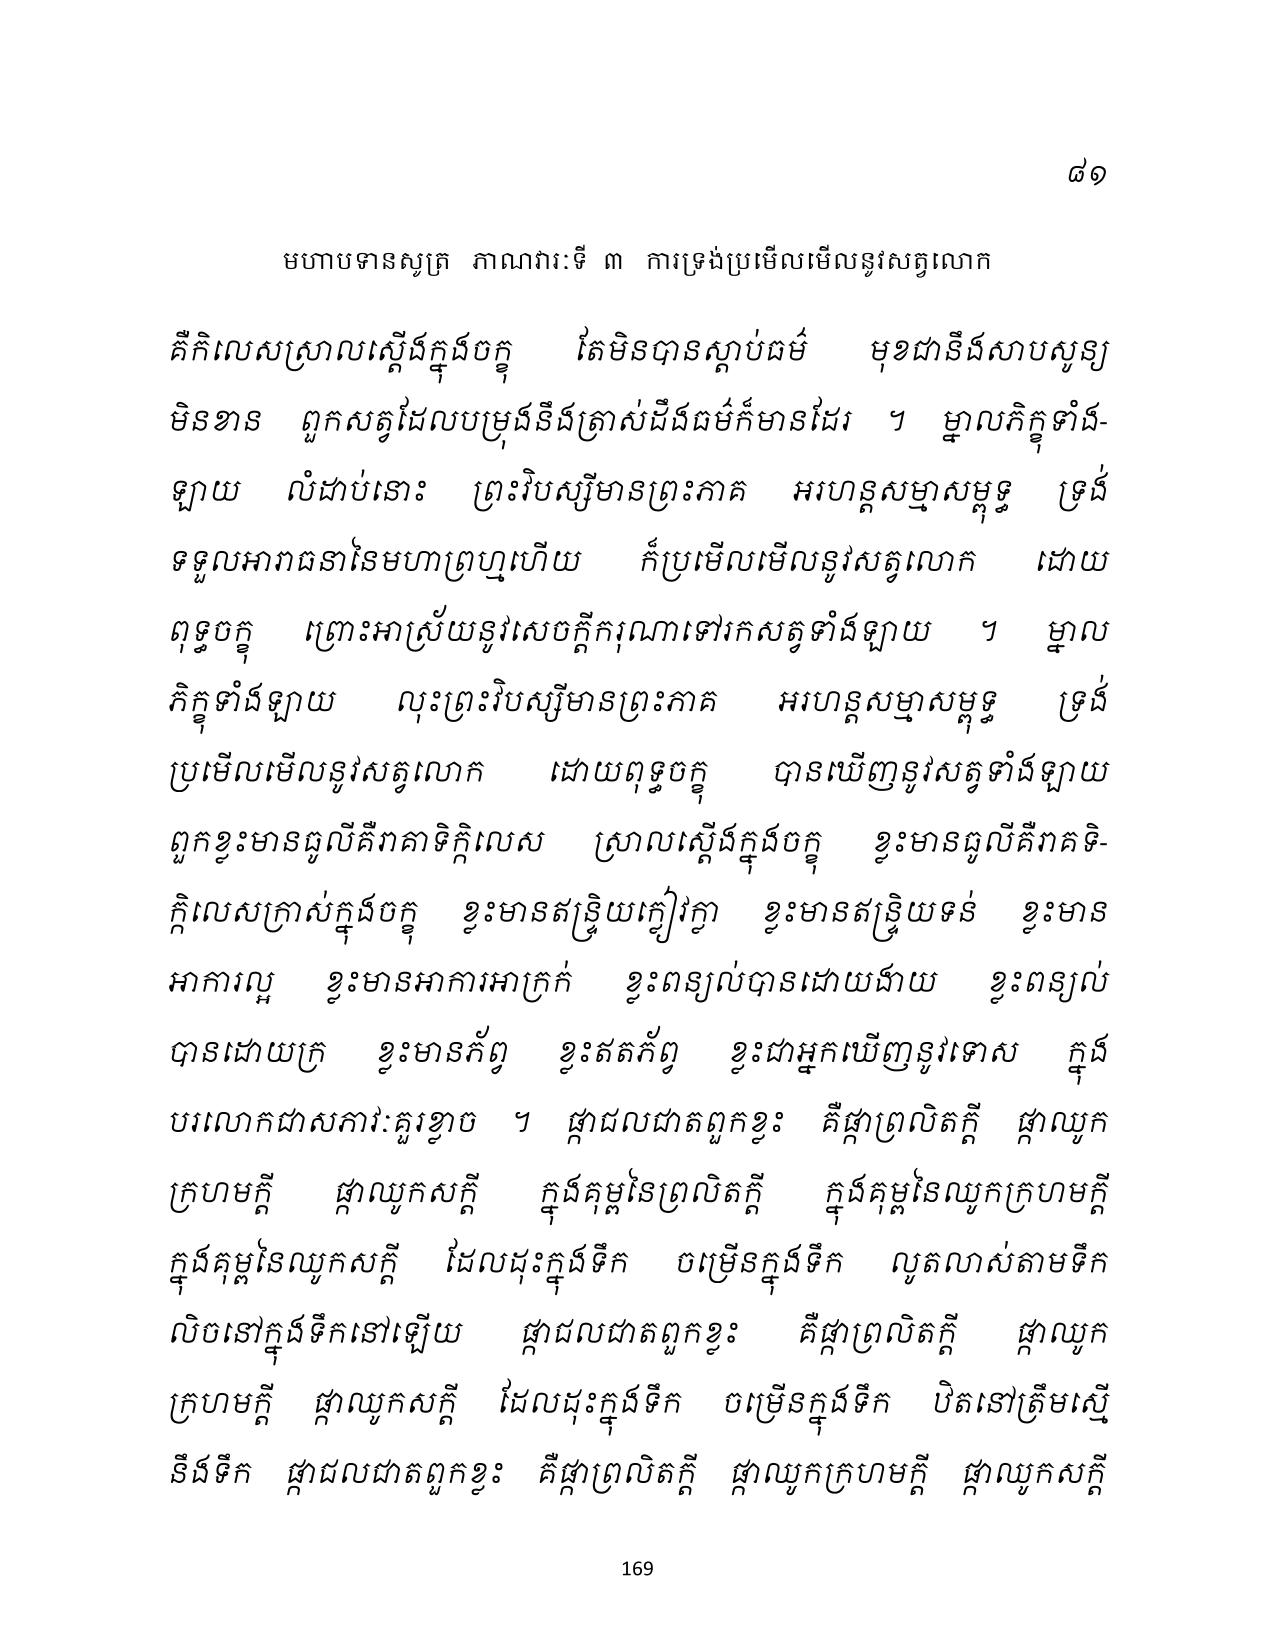 ៨១
មហាបទានសូត្រ ភាណវារៈទី ៣ ការទ្រង់ប្រមើលមើលនូវសត្វលោក
គឺកិលេសស្រាលស្តើងក្នុងចក្ខុ តែមិនបានស្តាប់ធម៌ មុខជានឹងសាបសូន្យ
មិនខាន ពួកសត្វដែលបម្រុងនឹងត្រាស់ដឹងធម៌ក៏មានដែរ ។ ម្នាលភិក្ខុទាំង-
ឡាយ លំដាប់នោះ ព្រះវិបស្សីមានព្រះភាគ អរហន្តសម្មាសម្ពុទ្ធ ទ្រង់
ទទួលអារាធនានៃមហាព្រហ្មហើយ ក៏ប្រមើលមើលនូវសត្វលោក ដោយ
ពុទ្ធចក្ខុ ព្រោះអាស្រ័យនូវសេចក្តីករុណាទៅរកសត្វទាំងឡាយ ។ ម្នាល
ភិក្ខុទាំងឡាយ លុះព្រះវិបស្សីមានព្រះភាគ អរហន្តសម្មាសម្ពុទ្ធ ទ្រង់
ប្រមើលមើលនូវសត្វលោក ដោយពុទ្ធចក្ខុ បានឃើញនូវសត្វទាំងឡាយ
ពួកខ្លះមានធូលីគឺរាគាទិក្កិលេស ស្រាលស្តើងក្នុងចក្ខុ ខ្លះមានធូលីគឺរាគទិ-
ក្កិលេសក្រាស់ក្នុងចក្ខុ ខ្លះមានឥន្ទ្រិយក្លៀវក្លា ខ្លះមានឥន្ទ្រិយទន់ ខ្លះមាន
អាការល្អ ខ្លះមានអាការអាក្រក់ ខ្លះពន្យល់បានដោយងាយ ខ្លះពន្យល់
បានដោយក្រ ខ្លះមានភ័ព្វ ខ្លះឥតភ័ព្វ ខ្លះជាអ្នកឃើញនូវទោស ក្នុង
បរលោកជាសភាវៈគួរខ្លាច ។ ផ្កាជលជាតពួកខ្លះ គឺផ្កាព្រលិតក្តី ផ្កាឈូក
ក្រហមក្តី ផ្កាឈូកសក្តី ក្នុងគុម្ពនៃព្រលិតក្តី ក្នុងគុម្ពនៃឈូកក្រហមក្តី
ក្នុងគុម្ពនៃឈូកសក្តី ដែលដុះក្នុងទឹក ចម្រើនក្នុងទឹក លូតលាស់តាមទឹក
លិចនៅក្នុងទឹកនៅឡើយ ផ្កាជលជាតពួកខ្លះ គឺផ្កាព្រលិតក្តី ផ្កាឈូក
ក្រហមក្តី ផ្កាឈូកសក្តី ដែលដុះក្នុងទឹក ចម្រើនក្នុងទឹក ឋិតនៅត្រឹមស្មើ
នឹងទឹក ផ្កាជលជាតពួកខ្លះ គឺផ្កាព្រលិតក្តី ផ្កាឈូកក្រហមក្តី ផ្កាឈូកសក្តី
169